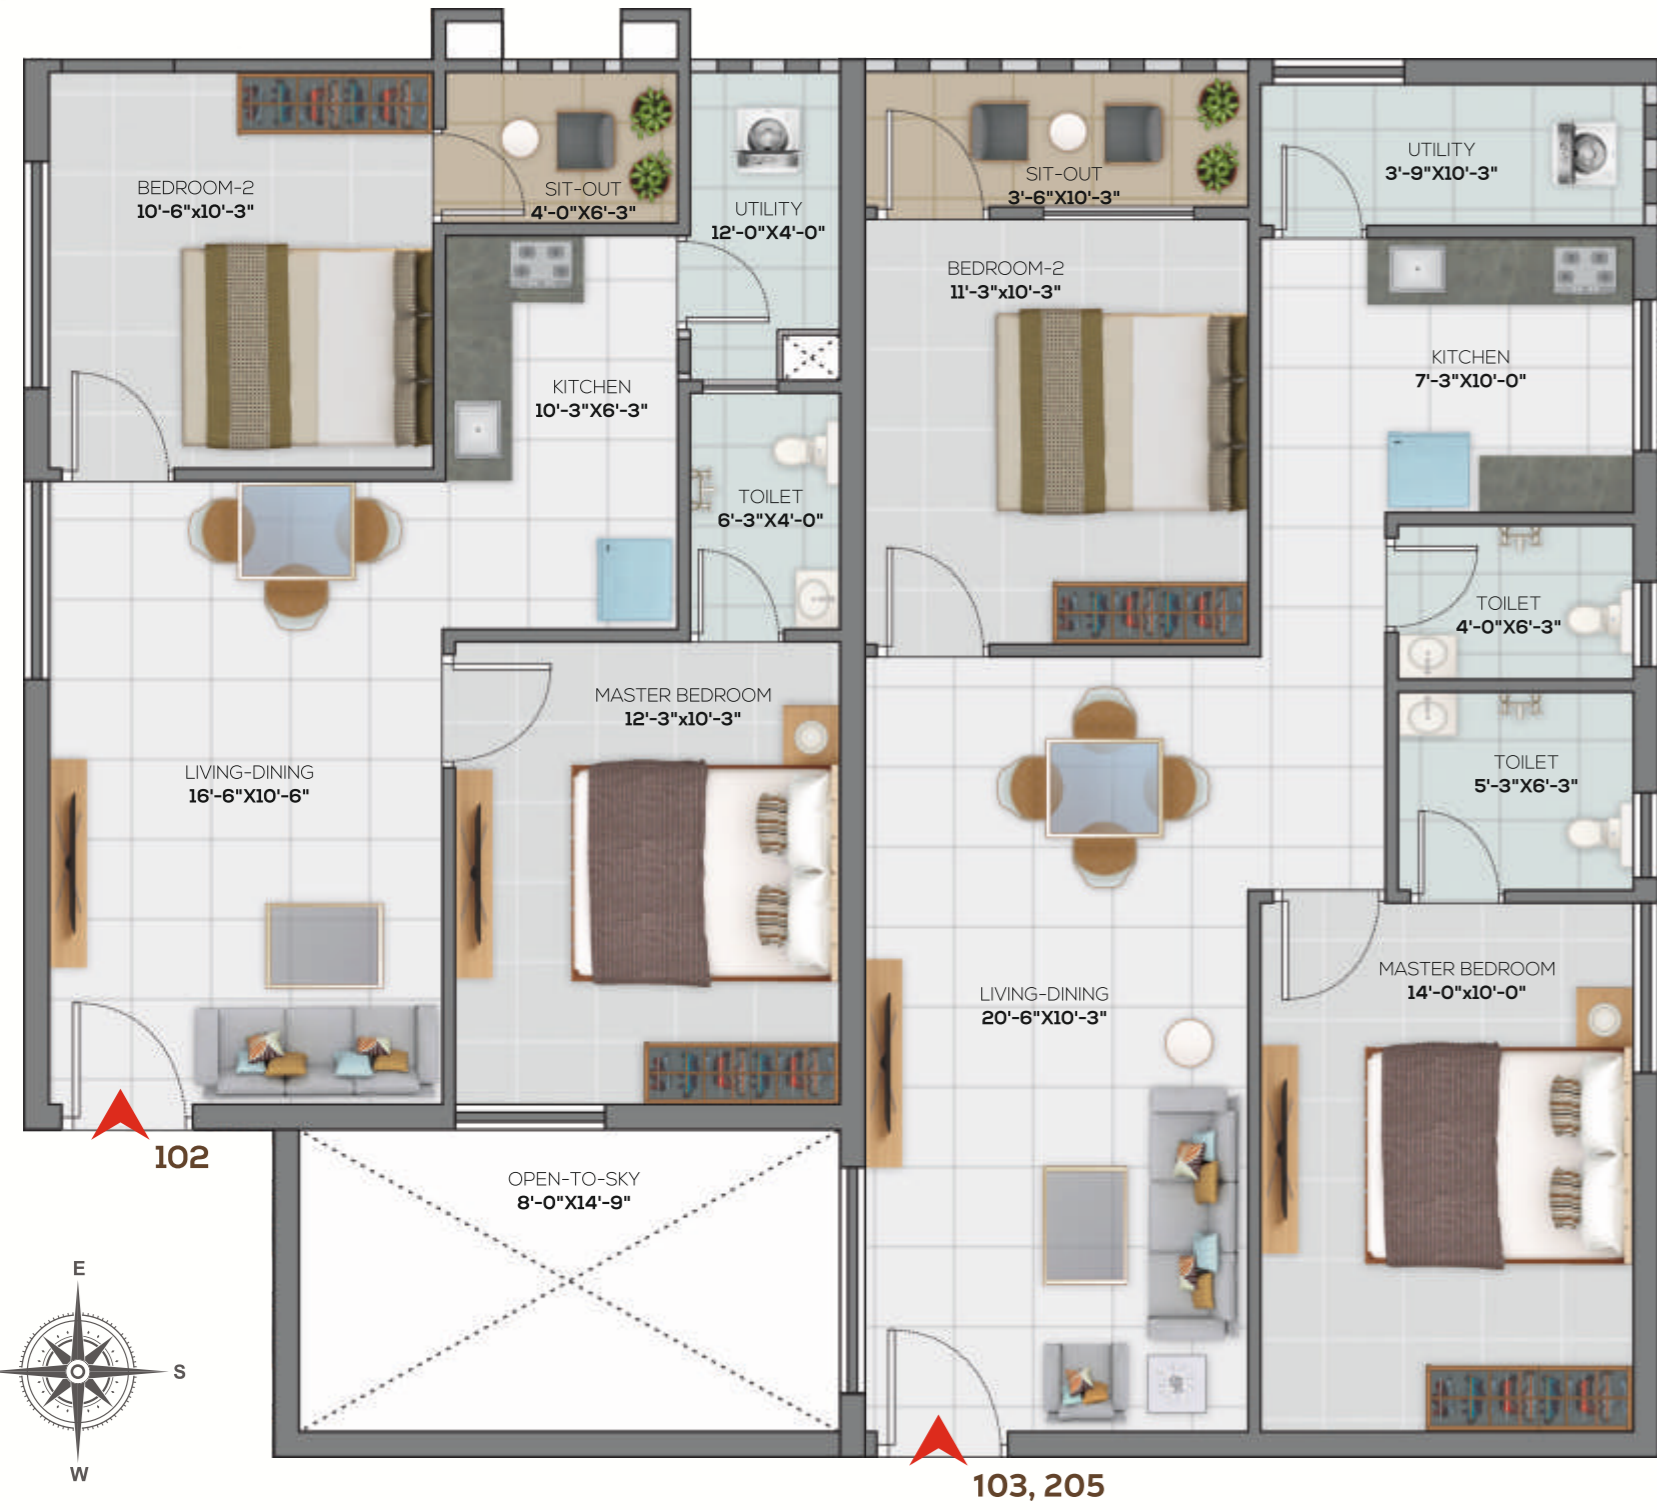 BEDROOM-2
10'-6"x10'-3"
SIT-OUT
4'-0"X6'-3"
UTILITY
12'-0"X4'-0"
KITCHEN
10'-3"X6'-3"
TOILET
6'-3"X4'-0"
MASTER BEDROOM
12'-3"x10'-3"
LIVING-DINING
16'-6"X10'-6"
102
OPEN-TO-SKY
8'-0"X14'-9"
SIT-OUT
3'-6"X10'-3"
UTILITY
3'-9"X10'-3"
BEDROOM-2
11'-3"x10'-3"
KITCHEN
7'-3"X10'-0"
TOILET
4'-0"X6'-3"
TOILET
5'-3"X6'-3"
MASTER BEDROOM
14'-0"x10'-0"
LIVING-DINING
20'-6"X10'-3"
103, 205
E
S
W